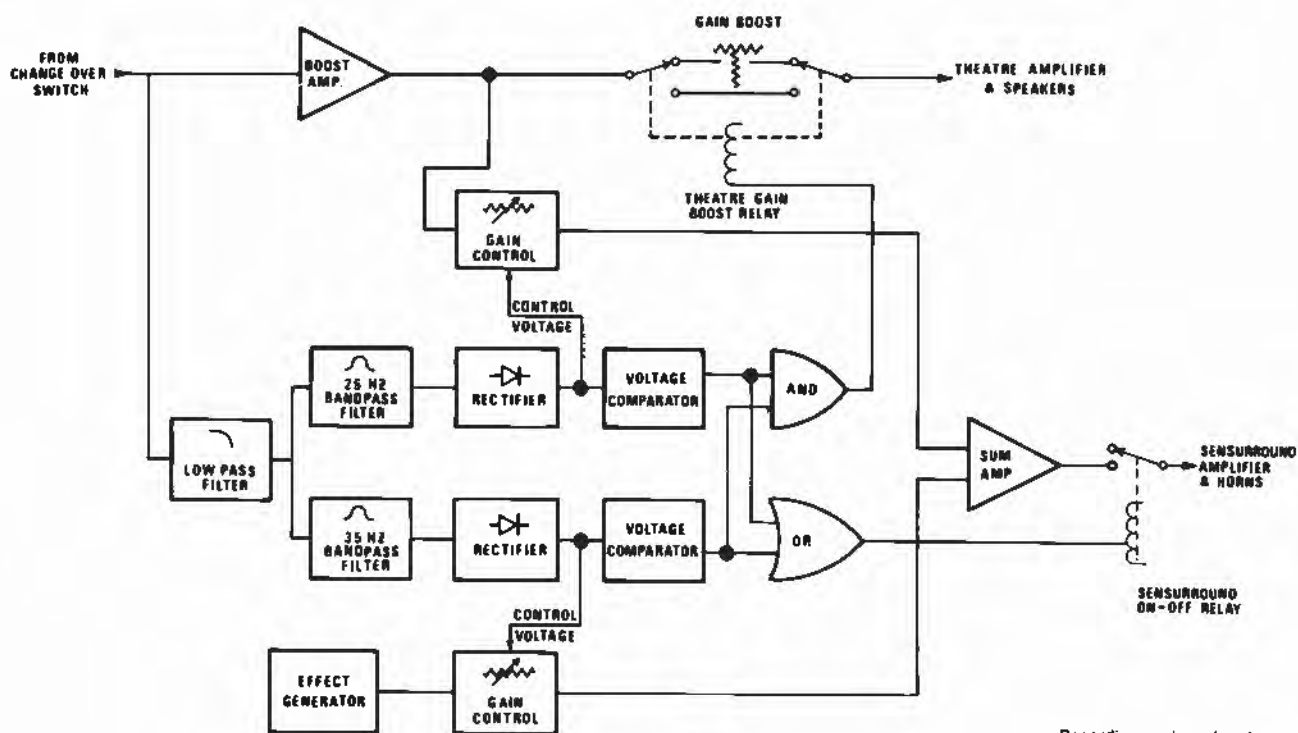 GAIN BOOST
FROM
CHANGE OVER
SWITCH
BOOST
AMP.
THEATRE AMPLIFIER
& SPEAKERS
THEATRE GAIN
BOOST RELAY
GAIN
CONTROL
CONTROL
VOLTAGE
25 HZ
BANDPASS
FILTER
RECTIFIER
VOLTAGE
COMPARATOR
AND
LOW PASS
FILTER
SUM
AMP
SENSURROUND
AMPLIFIER
& HORNS
35 HZ
BANDPASS
FILTER
RECTIFIER
VOLTAGE
COMPARATOR
OR
SENSURROUND
ON-OFF RELAY
CONTROL
VOLTAGE
EFFECT
GENERATOR
GAIN
CONTROL